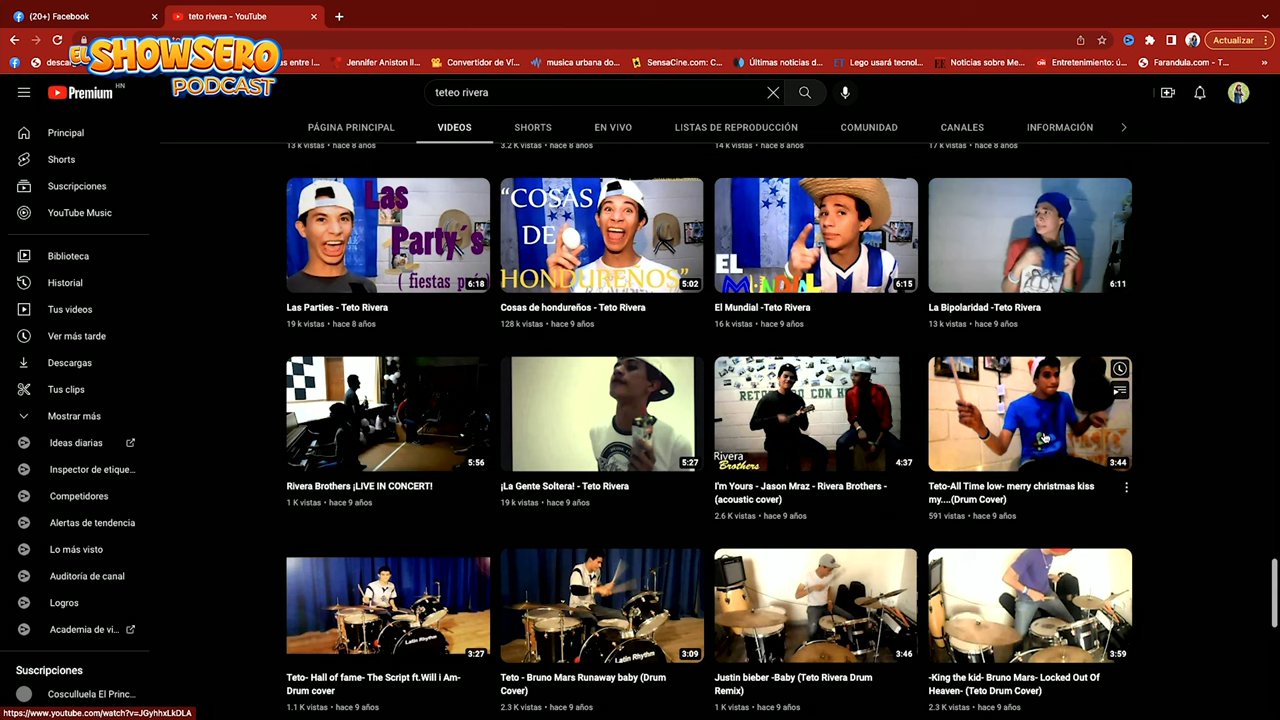 (20+) Facebook
teto rivera - YouTube
EL SHOWSERO
PODCAST
Jennifer Aniston ll...
Convertidor de Ví...
musica urbana do...
SensaCine.com: C...
Últimas noticias d...
Lego usará tecnol...
Noticias sobre Me...
Entretenimiento: ú...
Farandula.com - T...
Actualizar
Premium HN
teteo rivera
PÁGINA PRINCIPAL
VIDEOS
SHORTS
EN VIVO
LISTAS DE REPRODUCCIÓN
COMUNIDAD
CANALES
INFORMACIÓN
Principal
Shorts
Suscripciones
YouTube Music
Biblioteca
Historial
Tus videos
Ver más tarde
Descargas
Tus clips
Mostrar más
Ideas diarias
Inspector de etique...
Competidores
Alertas de tendencia
Lo más visto
Auditoría de canal
Logros
Academia de vi...
Suscripciones
Cosculluela El Princ...
13 k vistas • hace 8 años
3.2 K vistas • hace 8 años
14 k vistas • hace 8 años
17 k vistas • hace 8 años
Las
Party´s
6:18
"COSAS
DE
HONDUREÑOS"
5:02
EL
MUNDIAL
6:15
6:11
Las Parties - Teto Rivera
19 k vistas • hace 8 años
Cosas de hondureños - Teto Rivera
128 k vistas • hace 9 años
El Mundial -Teto Rivera
16 k vistas • hace 9 años
La Bipolaridad -Teto Rivera
13 k vistas • hace 9 años
5:56
5:27
Rivera
Brothers
4:37
3:44
Rivera Brothers ¡LIVE IN CONCERT!
1 K vistas • hace 9 años
¡La Gente Soltera! - Teto Rivera
19 k vistas • hace 9 años
I'm Yours - Jason Mraz - Rivera Brothers -
(acoustic cover)
2.6 K vistas • hace 9 años
Teto-All Time low- merry christmas kiss
my....(Drum Cover)
591 vistas • hace 9 años
Latin Rhythm
3:27
Latin Rhythm
3:09
3:46
3:59
Teto- Hall of fame- The Script ft.Will i Am-
Drum cover
1.1 K vistas • hace 9 años
Teto - Bruno Mars Runaway baby (Drum
Cover)
2.3 K vistas • hace 9 años
Justin bieber -Baby (Teto Rivera Drum
Remix)
1 K vistas • hace 9 años
-King the kid- Bruno Mars- Locked Out Of
Heaven- (Teto Drum Cover)
2.3 K vistas • hace 9 años
https://www.youtube.com/watch?v=JGyhhxLkDLA